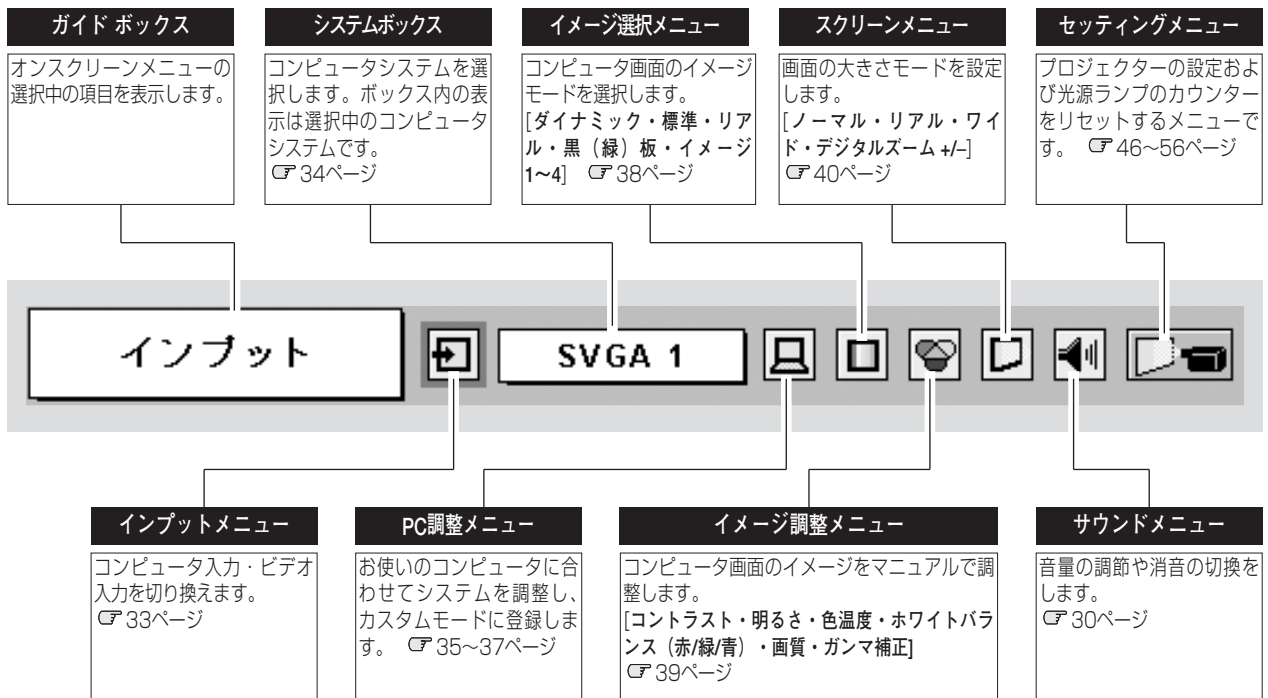 ガイド ボックス
オンスクリーンメニューの
選択中の項目を表示します。
システムボックス
コンピュータシステムを選
択します。ボックス内の表
示は選択中のコンピュータ
システムです。
☞34ページ
イメージ選択メニュー
コンピュータ画面のイメージ
モードを選択します。
[ダイナミック・標準・リア
ル・黒（緑）板・イメージ
1〜4] ☞38ページ
スクリーンメニュー
画面の大きさモードを設定
します。
[ノーマル・リアル・ワイ
ド・デジタルズーム +/–]
☞40ページ
セッティングメニュー
プロジェクターの設定およ
び光源ランプのカウンター
をリセットするメニューで
す。 ☞46〜56ページ
インプット
SVGA 1
インプットメニュー
コンピュータ入力・ビデオ
入力を切り換えます。
☞33ページ
PC調整メニュー
お使いのコンピュータに合
わせてシステムを調整し、
カスタムモードに登録しま
す。 ☞35〜37ページ
イメージ調整メニュー
コンピュータ画面のイメージをマニュアルで調
整します。
[コントラスト・明るさ・色温度・ホワイトバラ
ンス（赤/緑/青）・画質・ガンマ補正]
☞39ページ
サウンドメニュー
音量の調節や消音の切換を
します。
☞30ページ